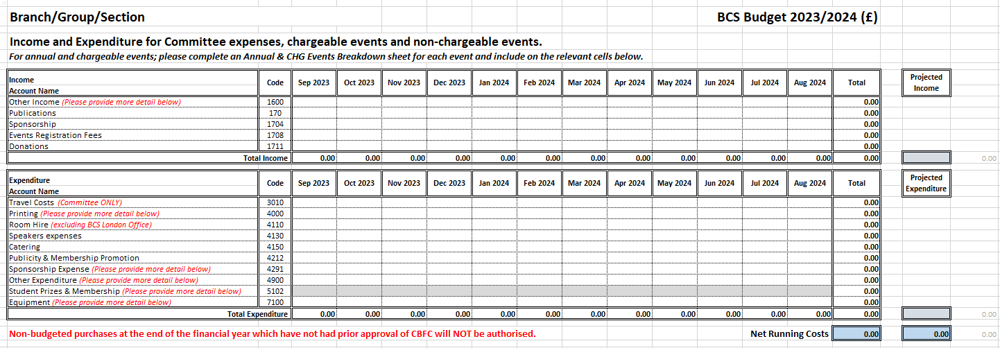 Branch/Group/Section BCS Budget 2023/2024 (£)
Income and Expenditure for Committee expenses, chargeable events and non-chargeable events.
For annual and chargeable events; please complete an Annual & CHG Events Breakdown sheet for each event and include on the relevant cells below.
Income
Account Name Code Sep 2023 Oct 2023 Nov 2023 Dec 2023 Jan 2024 Feb 2024 Mar 2024 Apr 2024 May 2024 Jun 2024 Jul 2024 Aug 2024 Total Projected Income
Other Income (Please provide more detail below) 1600 0.00
Publications 170 0.00
Sponsorship 1704 0.00
Events Registration Fees 1708 0.00
Donations 1711 0.00
Total Income 0.00 0.00 0.00 0.00 0.00 0.00 0.00 0.00 0.00 0.00 0.00 0.00 0.00 0.00
Expenditure
Account Name Code Sep 2023 Oct 2023 Nov 2023 Dec 2023 Jan 2024 Feb 2024 Mar 2024 Apr 2024 May 2024 Jun 2024 Jul 2024 Aug 2024 Total Projected Expenditure
Travel Costs (Committee ONLY) 3010 0.00
Printing (Please provide more detail below) 4000 0.00
Room Hire (excluding BCS London Office) 4110 0.00
Speakers expenses 4130 0.00
Catering 4150 0.00
Publicity & Membership Promotion 4212 0.00
Sponsorship Expense (Please provide more detail below) 4291 0.00
Other Expenditure (Please provide more detail below) 4900 0.00
Student Prizes & Membership (Please provide more detail below) 5102 0.00
Equipment (Please provide more detail below) 7100 0.00
Total Expenditure 0.00 0.00 0.00 0.00 0.00 0.00 0.00 0.00 0.00 0.00 0.00 0.00 0.00 0.00
Non-budgeted purchases at the end of the financial year which have not had prior approval of CBFC will NOT be authorised. Net Running Costs 0.00 0.00 0.00